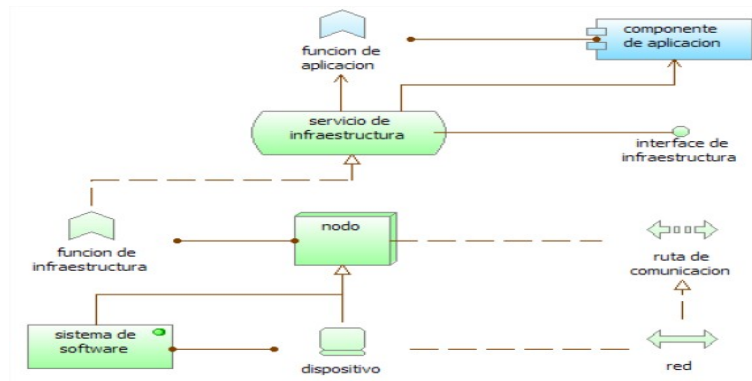 funcion de
aplicacion
componente
de aplicacion
servicio de
infraestructura
interface de
infraestructura
funcion de
infraestructura
nodo
ruta de
comunicacion
sistema de
software
dispositivo
red